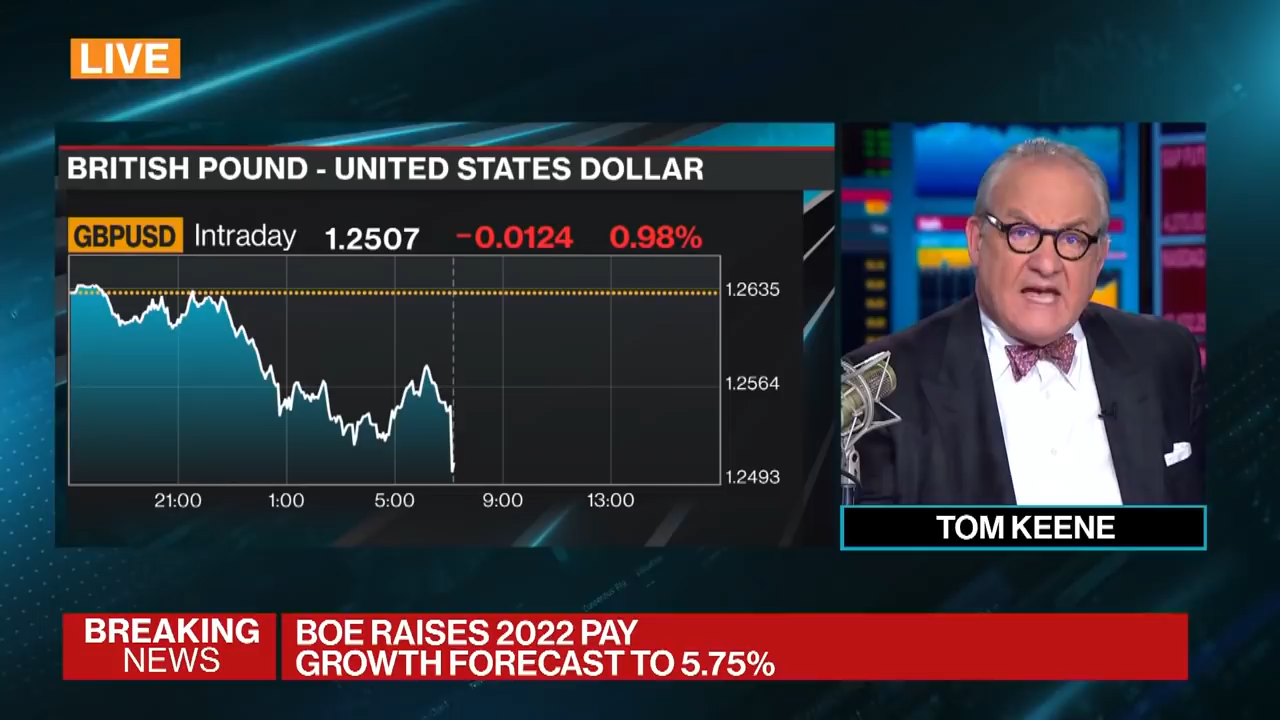 LIVE
BRITISH POUND - UNITED STATES DOLLAR
GBPUSD Intraday 1.2507 -0.0124 0.98%
1.2635
1.2564
1.2493
21:00 1:00 5:00 9:00 13:00
TOM KEENE
BREAKING
NEWS
BOE RAISES 2022 PAY
GROWTH FORECAST TO 5.75%